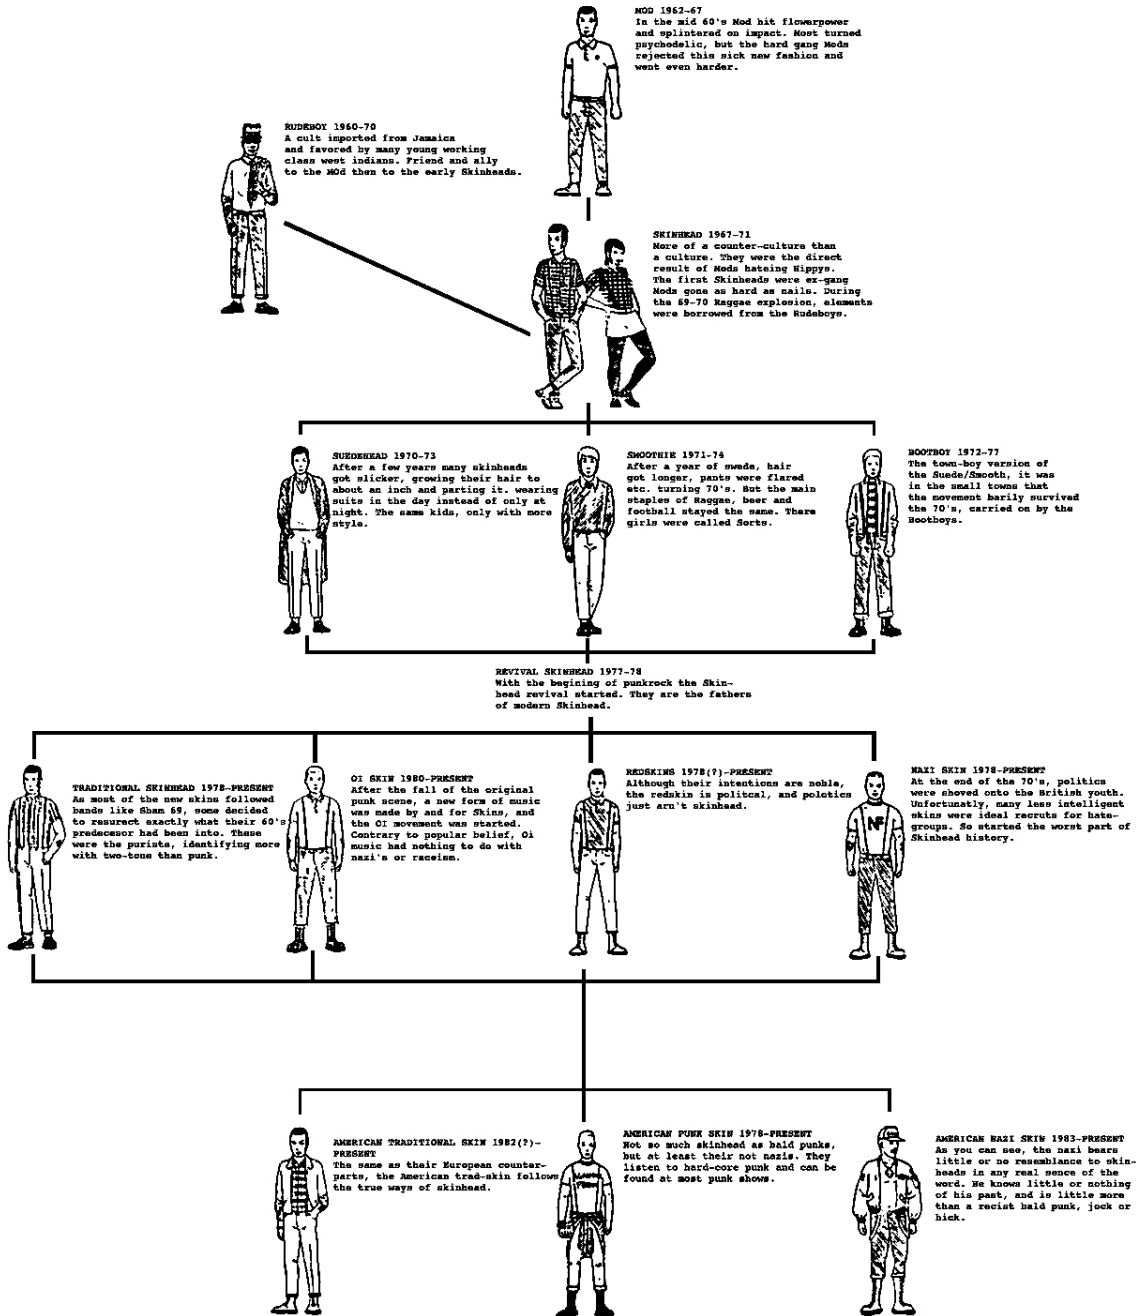 MOD 1962-67
In the mid 60's Mod hit flowerpower
and splintered on impact. Most turned
psychodelic, but the hard gang Mods
rejected this sick new fashion and
went even harder.
RUDEBOY 1960-70
A cult imported from Jamaica
and favored by many young working
class west indians. Friend and ally
to the MOd then to the early Skinheads.
SKINHEAD 1967-71
More of a counter-culture than
a culture. They were the direct
result of Mods hateing Hippys.
The first Skinheads were ex-gang
Mods gone as hard as nails. During
the 69-70 Raggae explosion, elements
were borrowed from the Rudeboys.
SUEDEHEAD 1970-73
After a few years many skinheads
got slicker, growing their hair to
about an inch and parting it. wearing
suits in the day instead of only at
night. The same kids, only with more
style.
SMOOTHIE 1971-74
After a year of swede, hair
got longer, pants were flared
etc. turning 70's. But the main
staples of Raggae, beer and
football stayed the same. There
girls were called Sorts.
BOOTBOY 1972-77
The town-boy version of
the Suede/Smooth, it was
in the small towns that
the movement barily survived
the 70's, carried on by the
Bootboys.
REVIVAL SKINHEAD 1977-78
With the begining of punkrock the Skin-
head revival started. They are the fathers
of modern Skinhead.
TRADITIONAL SKINHEAD 1978-PRESENT
As most of the new skins followed
bands like Sham 69, some decided
to resurect exactly what their 60's
predecesor had been into. These
were the purists, identifying more
with two-tone than punk.
OI SKIN 1980-PRESENT
After the fall of the original
punk scene, a new form of music
was made by and for Skins, and
the OI movement was started.
Contrary to popular belief, Oi
music had nothing to do with
nazi's or raceism.
REDSKINS 1978(?)-PRESENT
Although their intentions are noble,
the redskin is politcal, and polotics
just arn't skinhead.
NAZI SKIN 1978-PRESENT
At the end of the 70's, politics
were shoved onto the British youth.
Unfortunatly, many less intelligent
skins were ideal recruts for hate-
groups. So started the worst part of
Skinhead history.
NF
AMERICAN TRADITIONAL SKIN 1982(?)-
PRESENT
The same as their European counter-
parts, the American trad-skin follows
the true ways of skinhead.
AMERICAN PUNK SKIN 1978-PRESENT
Not so much skinhead as bald punks,
but at least their not nazis. They
listen to hard-core punk and can be
found at most punk shows.
AMERICAN NAZI SKIN 1983-PRESENT
As you can see, the nazi bears
little or no resemblance to skin-
heads in any real sence of the
word. He knows little or nothing
of his past, and is little more
than a recist bald punk, jock or
hick.